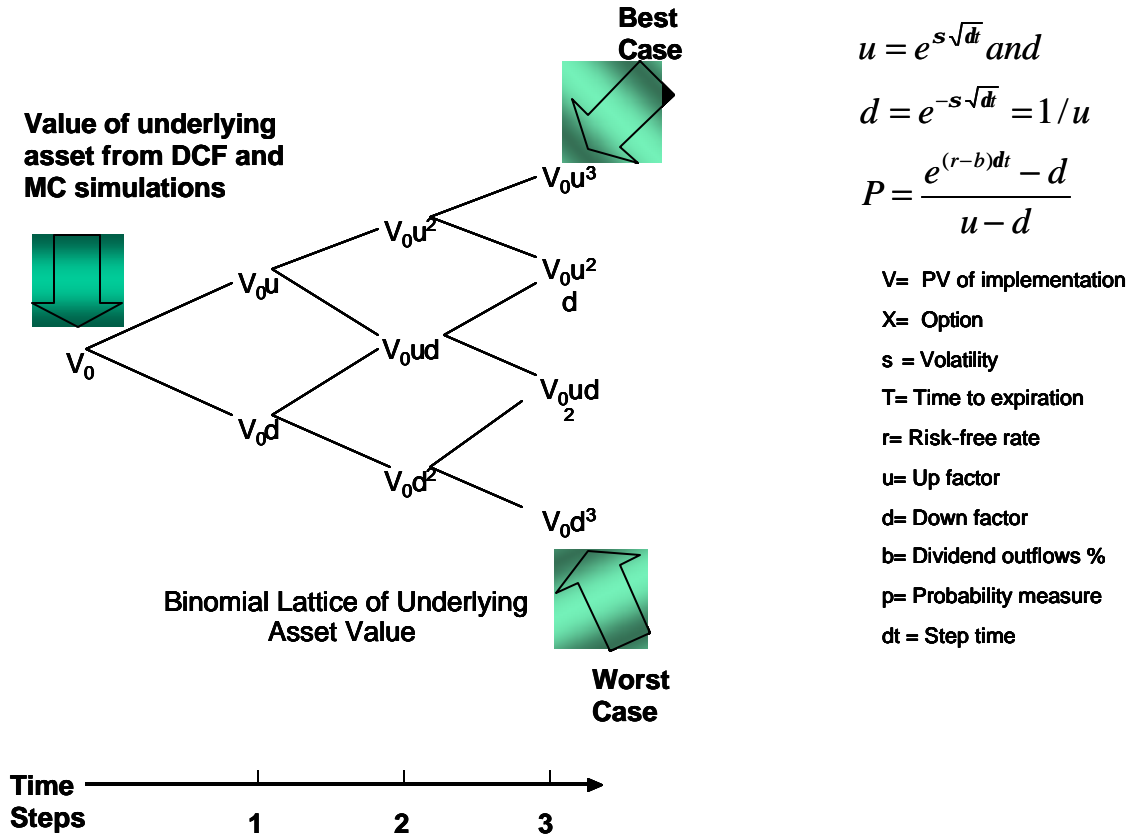 Best
Case
Value of underlying
asset from DCF and
MC simulations
V₀
V₀u
V₀d
V₀u²
V₀ud
V₀d²
V₀u³
V₀u²
d
V₀ud
2
V₀d³
Binomial Lattice of Underlying
Asset Value
Worst
Case
Time
Steps
1
2
3
u = e^{s√dt} and
d = e^{-s√dt} = 1/u
P = (e^{(r-b)dt} - d) / (u - d)
V= PV of implementation
X= Option
s = Volatility
T= Time to expiration
r= Risk-free rate
u= Up factor
d= Down factor
b= Dividend outflows %
p= Probability measure
dt = Step time